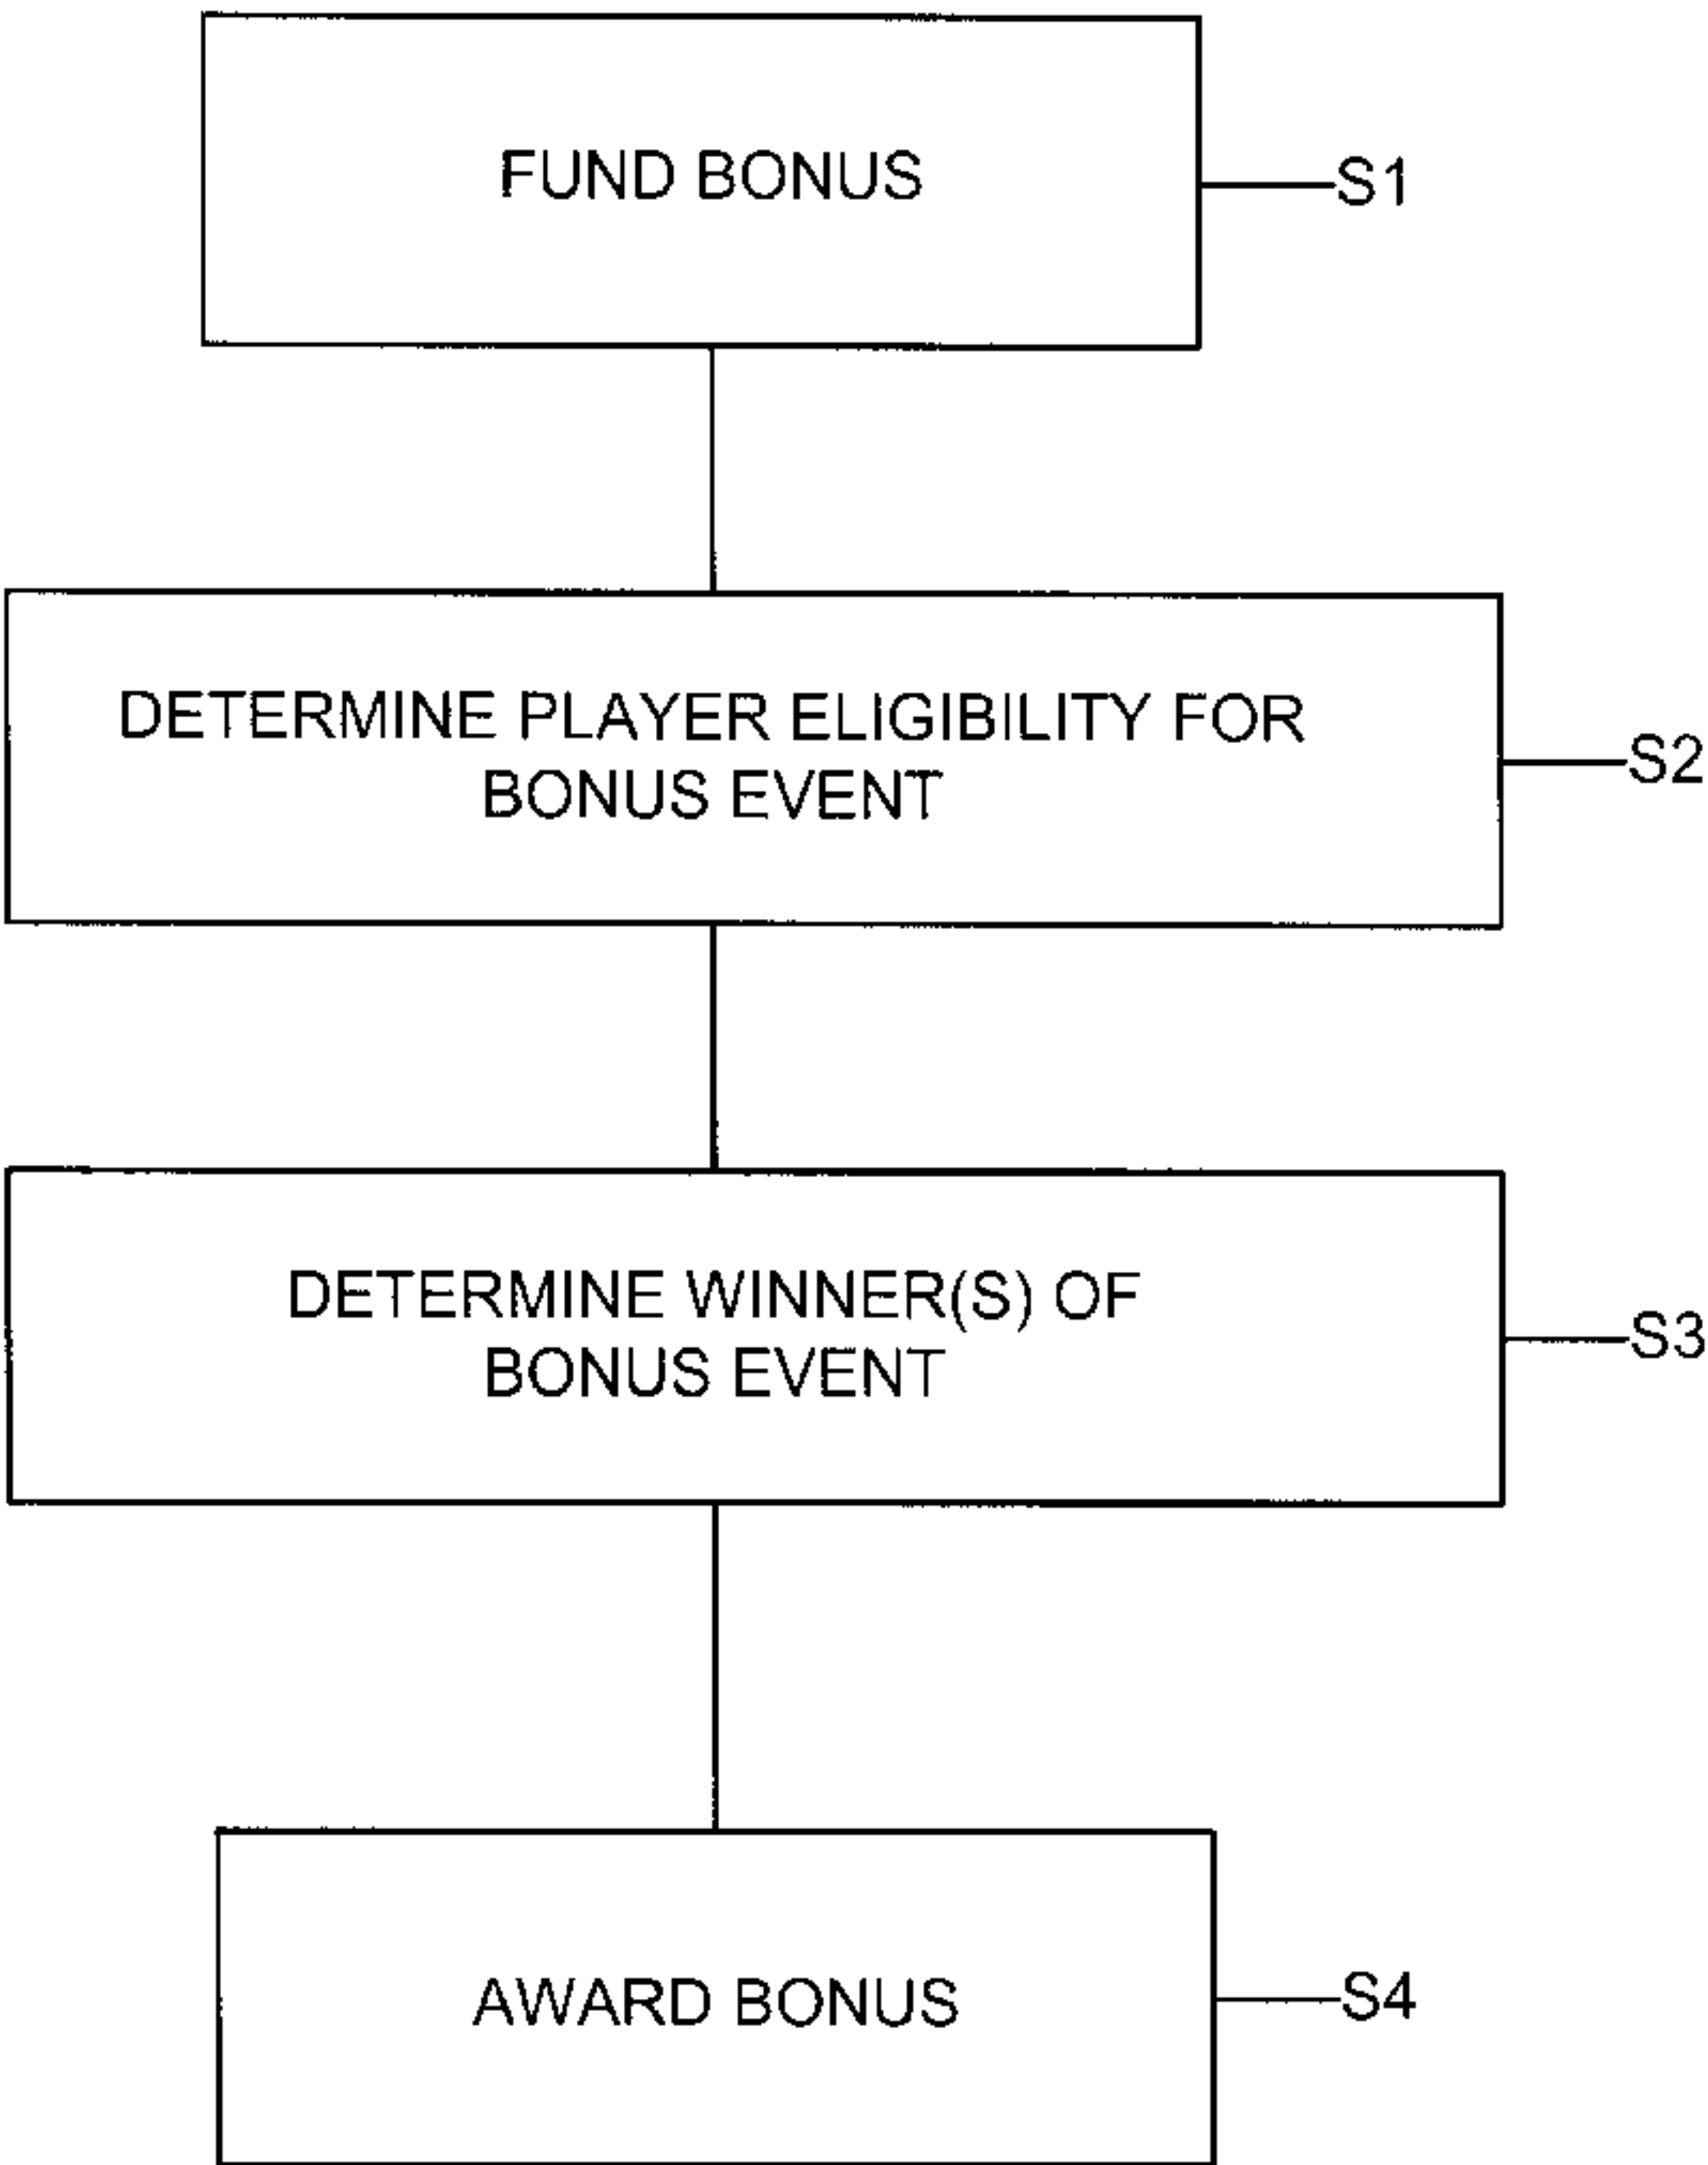 FUND BONUS
S1
DETERMINE PLAYER ELIGIBILITY FOR
BONUS EVENT
S2
DETERMINE WINNER(S) OF
BONUS EVENT
S3
AWARD BONUS
S4